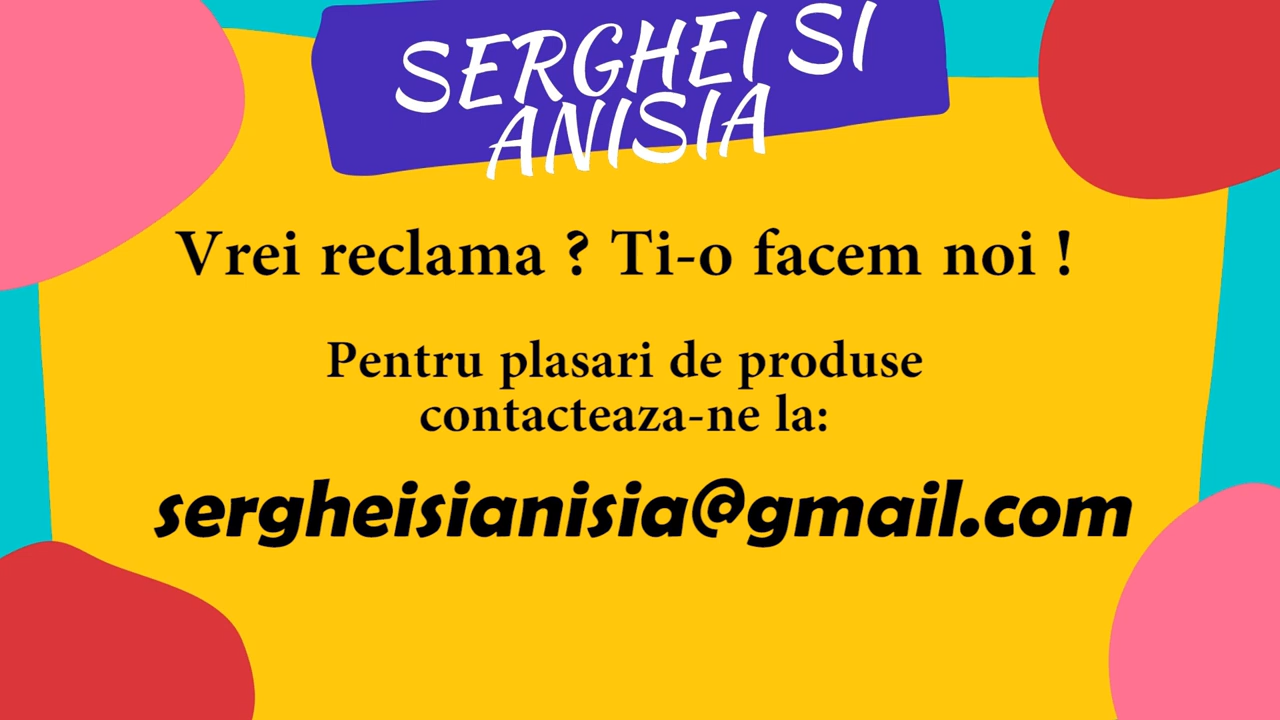 SERGHEI SI
ANISIA
Vrei reclama ? Ti-o facem noi !
Pentru plasari de produse
contacteaza-ne la:
sergheisianisia@gmail.com